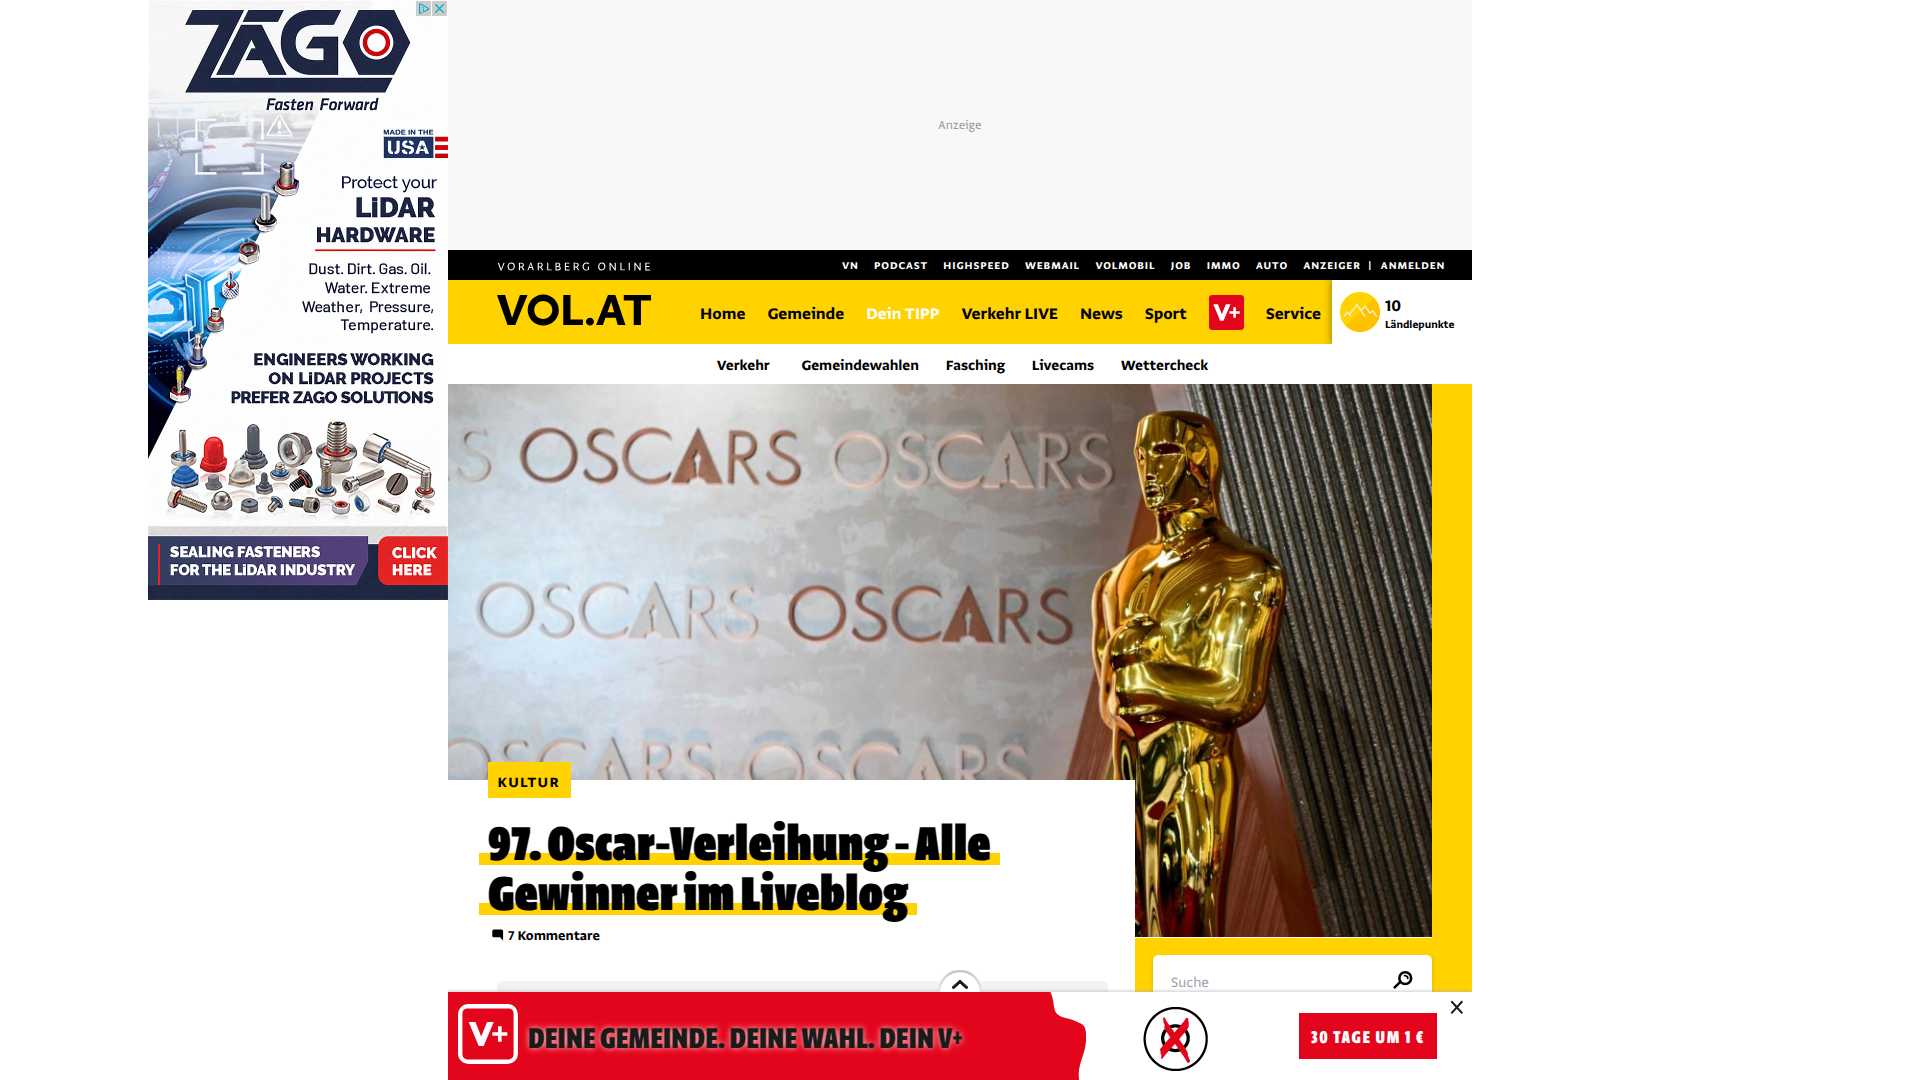 ZAGO
Fasten Forward
MADE IN THE
USA
Protect your
LiDAR
HARDWARE
Dust. Dirt. Gas. Oil.
Water. Extreme
Weather, Pressure,
Temperature.
ENGINEERS WORKING
ON LiDAR PROJECTS
PREFER ZAGO SOLUTIONS
SEALING FASTENERS
FOR THE LiDAR INDUSTRY
CLICK
HERE
Anzeige
VORARLBERG ONLINE
VN PODCAST HIGHSPEED WEBMAIL VOLMOBIL JOB IMMO AUTO ANZEIGER | ANMELDEN
VOL.AT
Home Gemeinde Dein TIPP Verkehr LIVE News Sport V+ Service
10
Ländlepunkte
Verkehr Gemeindewahlen Fasching Livecams Wettercheck
S OSCARS OSCARS
OSCARS OSCARS
OSCARS OSCARS
KULTUR
97. Oscar-Verleihung - Alle
Gewinner im Liveblog
7 Kommentare
Suche
V+ DEINE GEMEINDE. DEINE WAHL. DEIN V+
30 TAGE UM 1 €